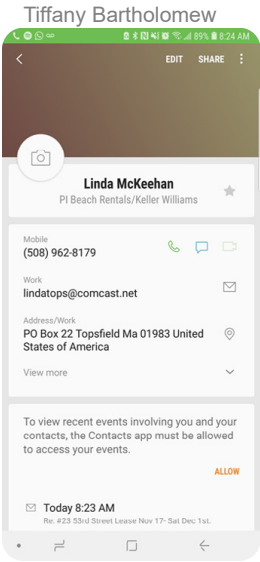 Tiffany Bartholomew
89% 8:24 AM
EDIT SHARE
Linda McKeehan
PI Beach Rentals/Keller Williams
Mobile
(508) 962-8179
Work
lindatops@comcast.net
Address/Work
PO Box 22 Topsfield Ma 01983 United
States of America
View more
To view recent events involving you and your
contacts, the Contacts app must be allowed
to access your events.
ALLOW
Today 8:23 AM
Re: #23 53rd Street Lease Nov 17- Sat Dec 1st.